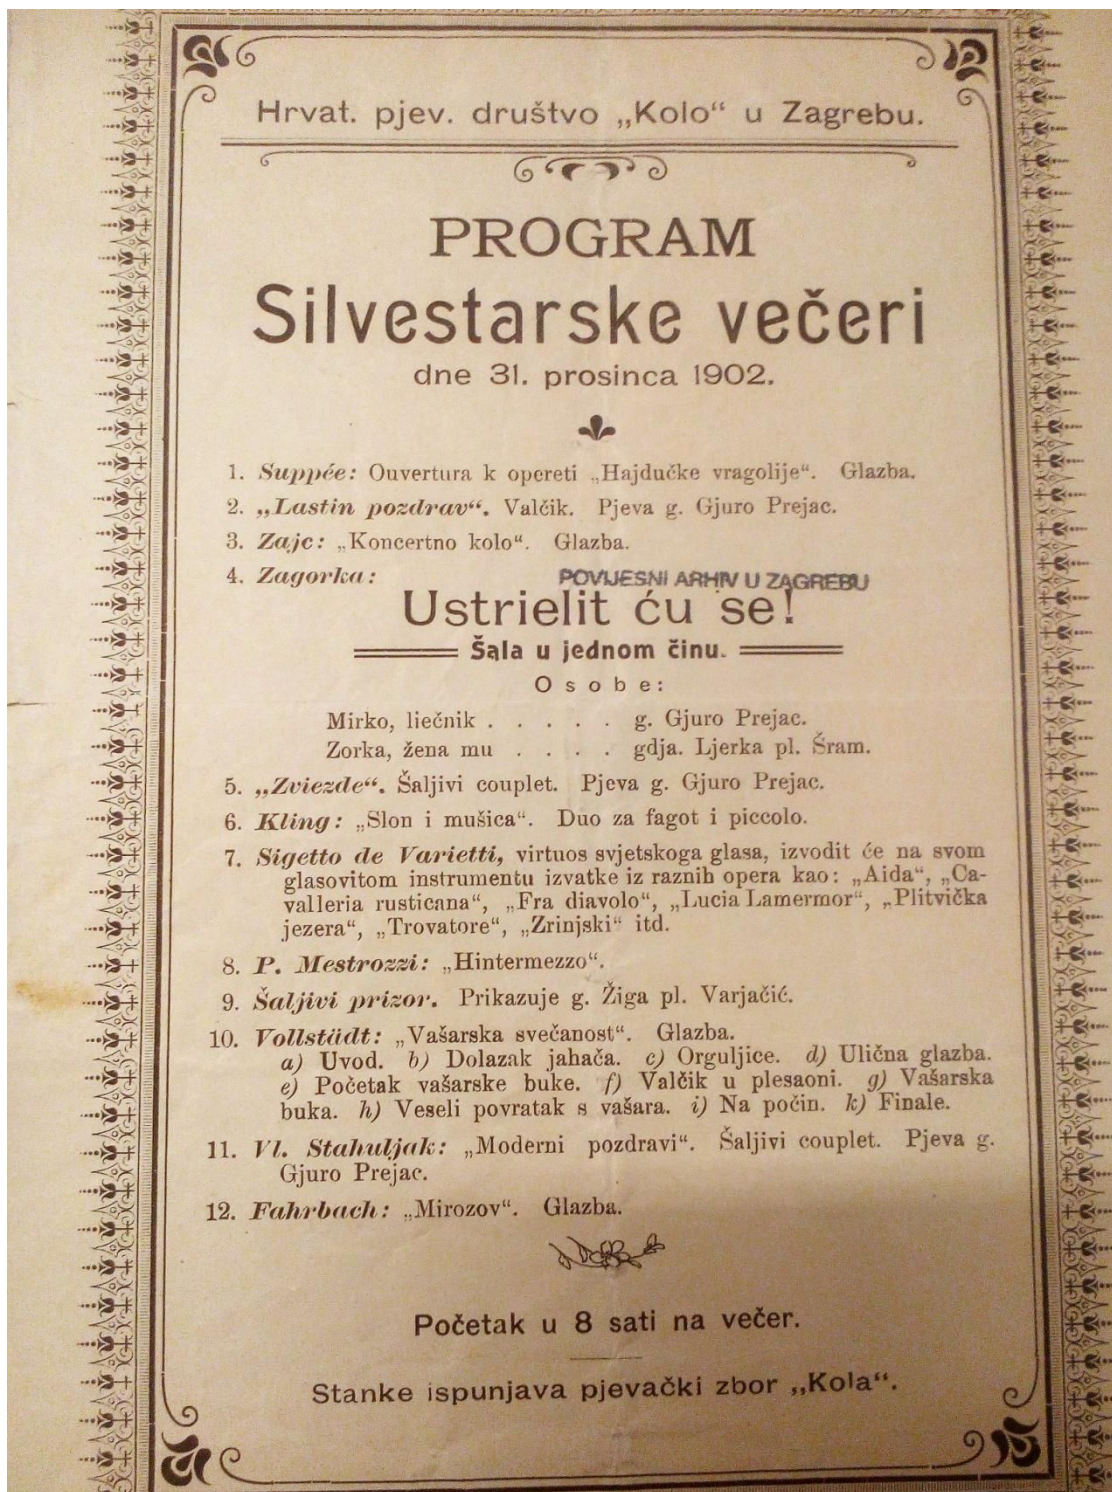 Hrvat. pjev. društvo „Kolo“ u Zagrebu.
PROGRAM
Silvestarske večeri
dne 31. prosinca 1902.
1. Suppée: Ouvertura k opereti „Hajdučke vragolije“. Glazba.
2. „Lastin pozdrav“. Valčik. Pjeva g. Gjuro Prejac.
3. Zajc: „Koncertno kolo“. Glazba.
4. Zagorka:
POVIJESNI ARHIV U ZAGREBU
Ustrielit ću se!
Šala u jednom činu.
Osobe:
Mirko, liečnik . . . . . g. Gjuro Prejac.
Zorka, žena mu . . . . gdja. Ljerka pl. Šram.
5. „Zviezde“. Šaljivi couplet. Pjeva g. Gjuro Prejac.
6. Kling: „Slon i mušica“. Duo za fagot i piccolo.
7. Sigetto de Varietti, virtuos svjetskoga glasa, izvodit će na svom
glasovitom instrumentu izvatke iz raznih opera kao: „Aida“, „Ca-
valleria rusticana“, „Fra diavolo“, „Lucia Lamermor“, „Plitvička
jezera“, „Trovatore“, „Zrinjski“ itd.
8. P. Mestrozzi: „Hintermezzo“.
9. Šaljivi prizor. Prikazuje g. Žiga pl. Varjačić.
10. Vollstädt: „Vašarska svečanost“. Glazba.
a) Uvod. b) Dolazak jahača. c) Orguljice. d) Ulična glazba.
e) Početak vašarske buke. f) Valčik u plesaoni. g) Vašarska
buka. h) Veseli povratak s vašara. i) Na počin. k) Finale.
11. Vl. Stahuljak: „Moderni pozdravi“. Šaljivi couplet. Pjeva g.
Gjuro Prejac.
12. Fahrbach: „Mirozov“. Glazba.
Početak u 8 sati na večer.
Stanke ispunjava pjevački zbor „Kola“.